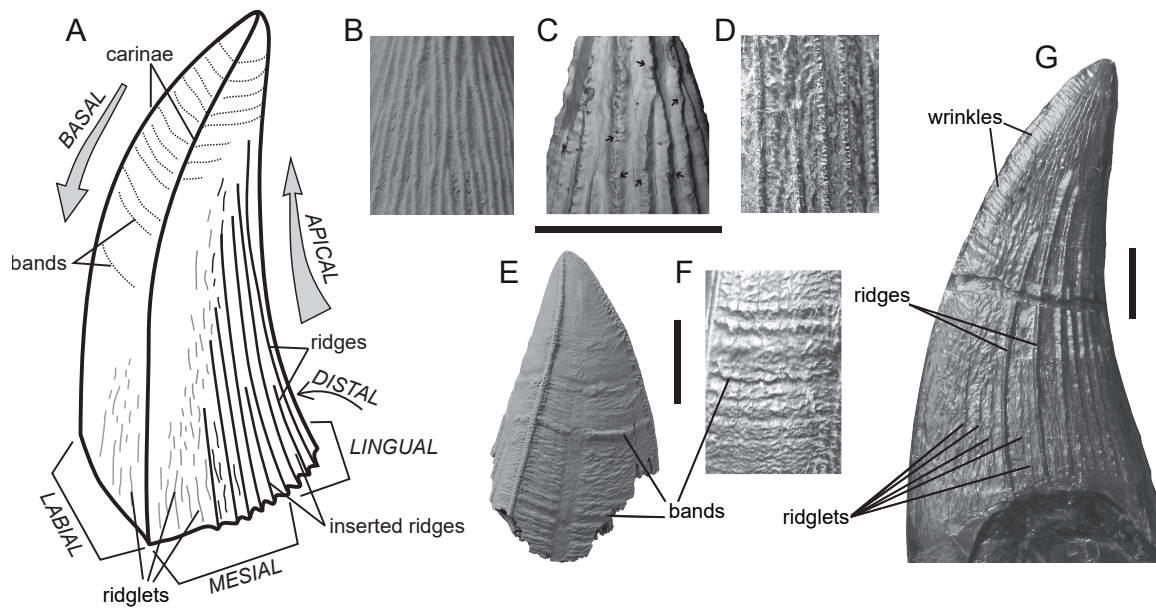 A
carinae
BASAL
bands
APICAL
ridges
DISTAL
LINGUAL
inserted ridges
LABIAL
MESIAL
ridglets
B
C
D
E
F
bands
G
wrinkles
ridges
ridglets